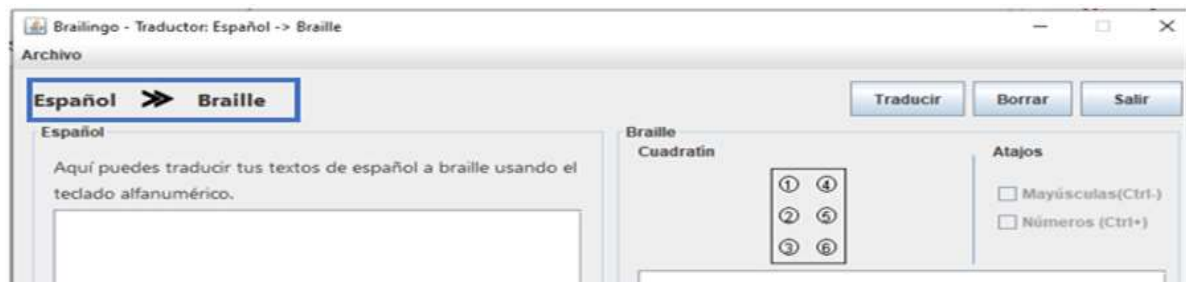 Brailingo - Traductor: Español -> Braille
Archivo
Español >> Braille
Traducir Borrar Salir
Español
Aquí puedes traducir tus textos de español a braille usando el
teclado alfanumérico.
Braille
Cuadratín
① ④
② ⑤
③ ⑥
Atajos
Mayúsculas(Ctrl-)
Números (Ctrl+)